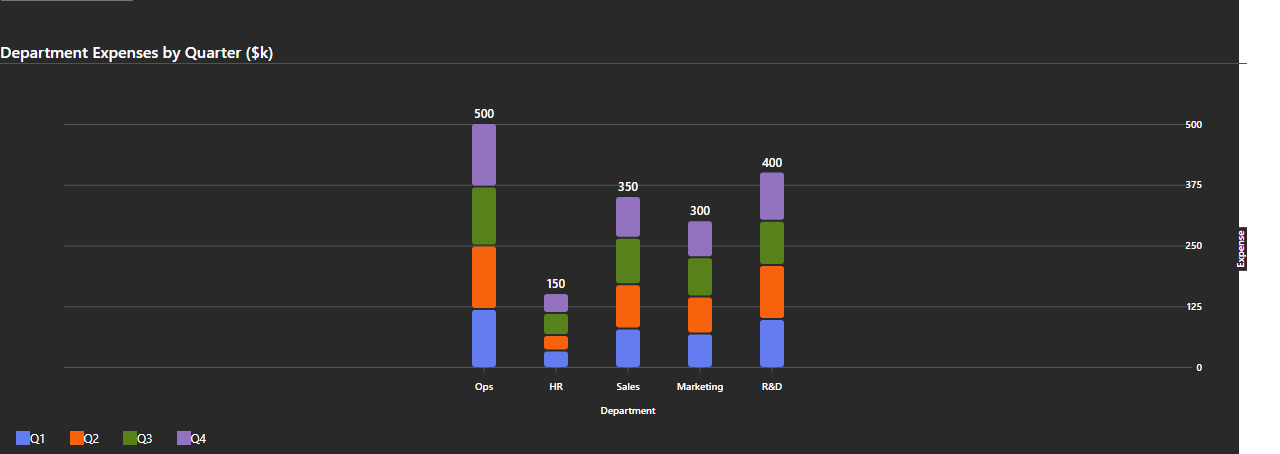 Department Expenses by Quarter ($k)
500
500
400
375
350
300
250
Expense
150
125
0
Ops HR Sales Marketing R&D
Department
Q1 Q2 Q3 Q4